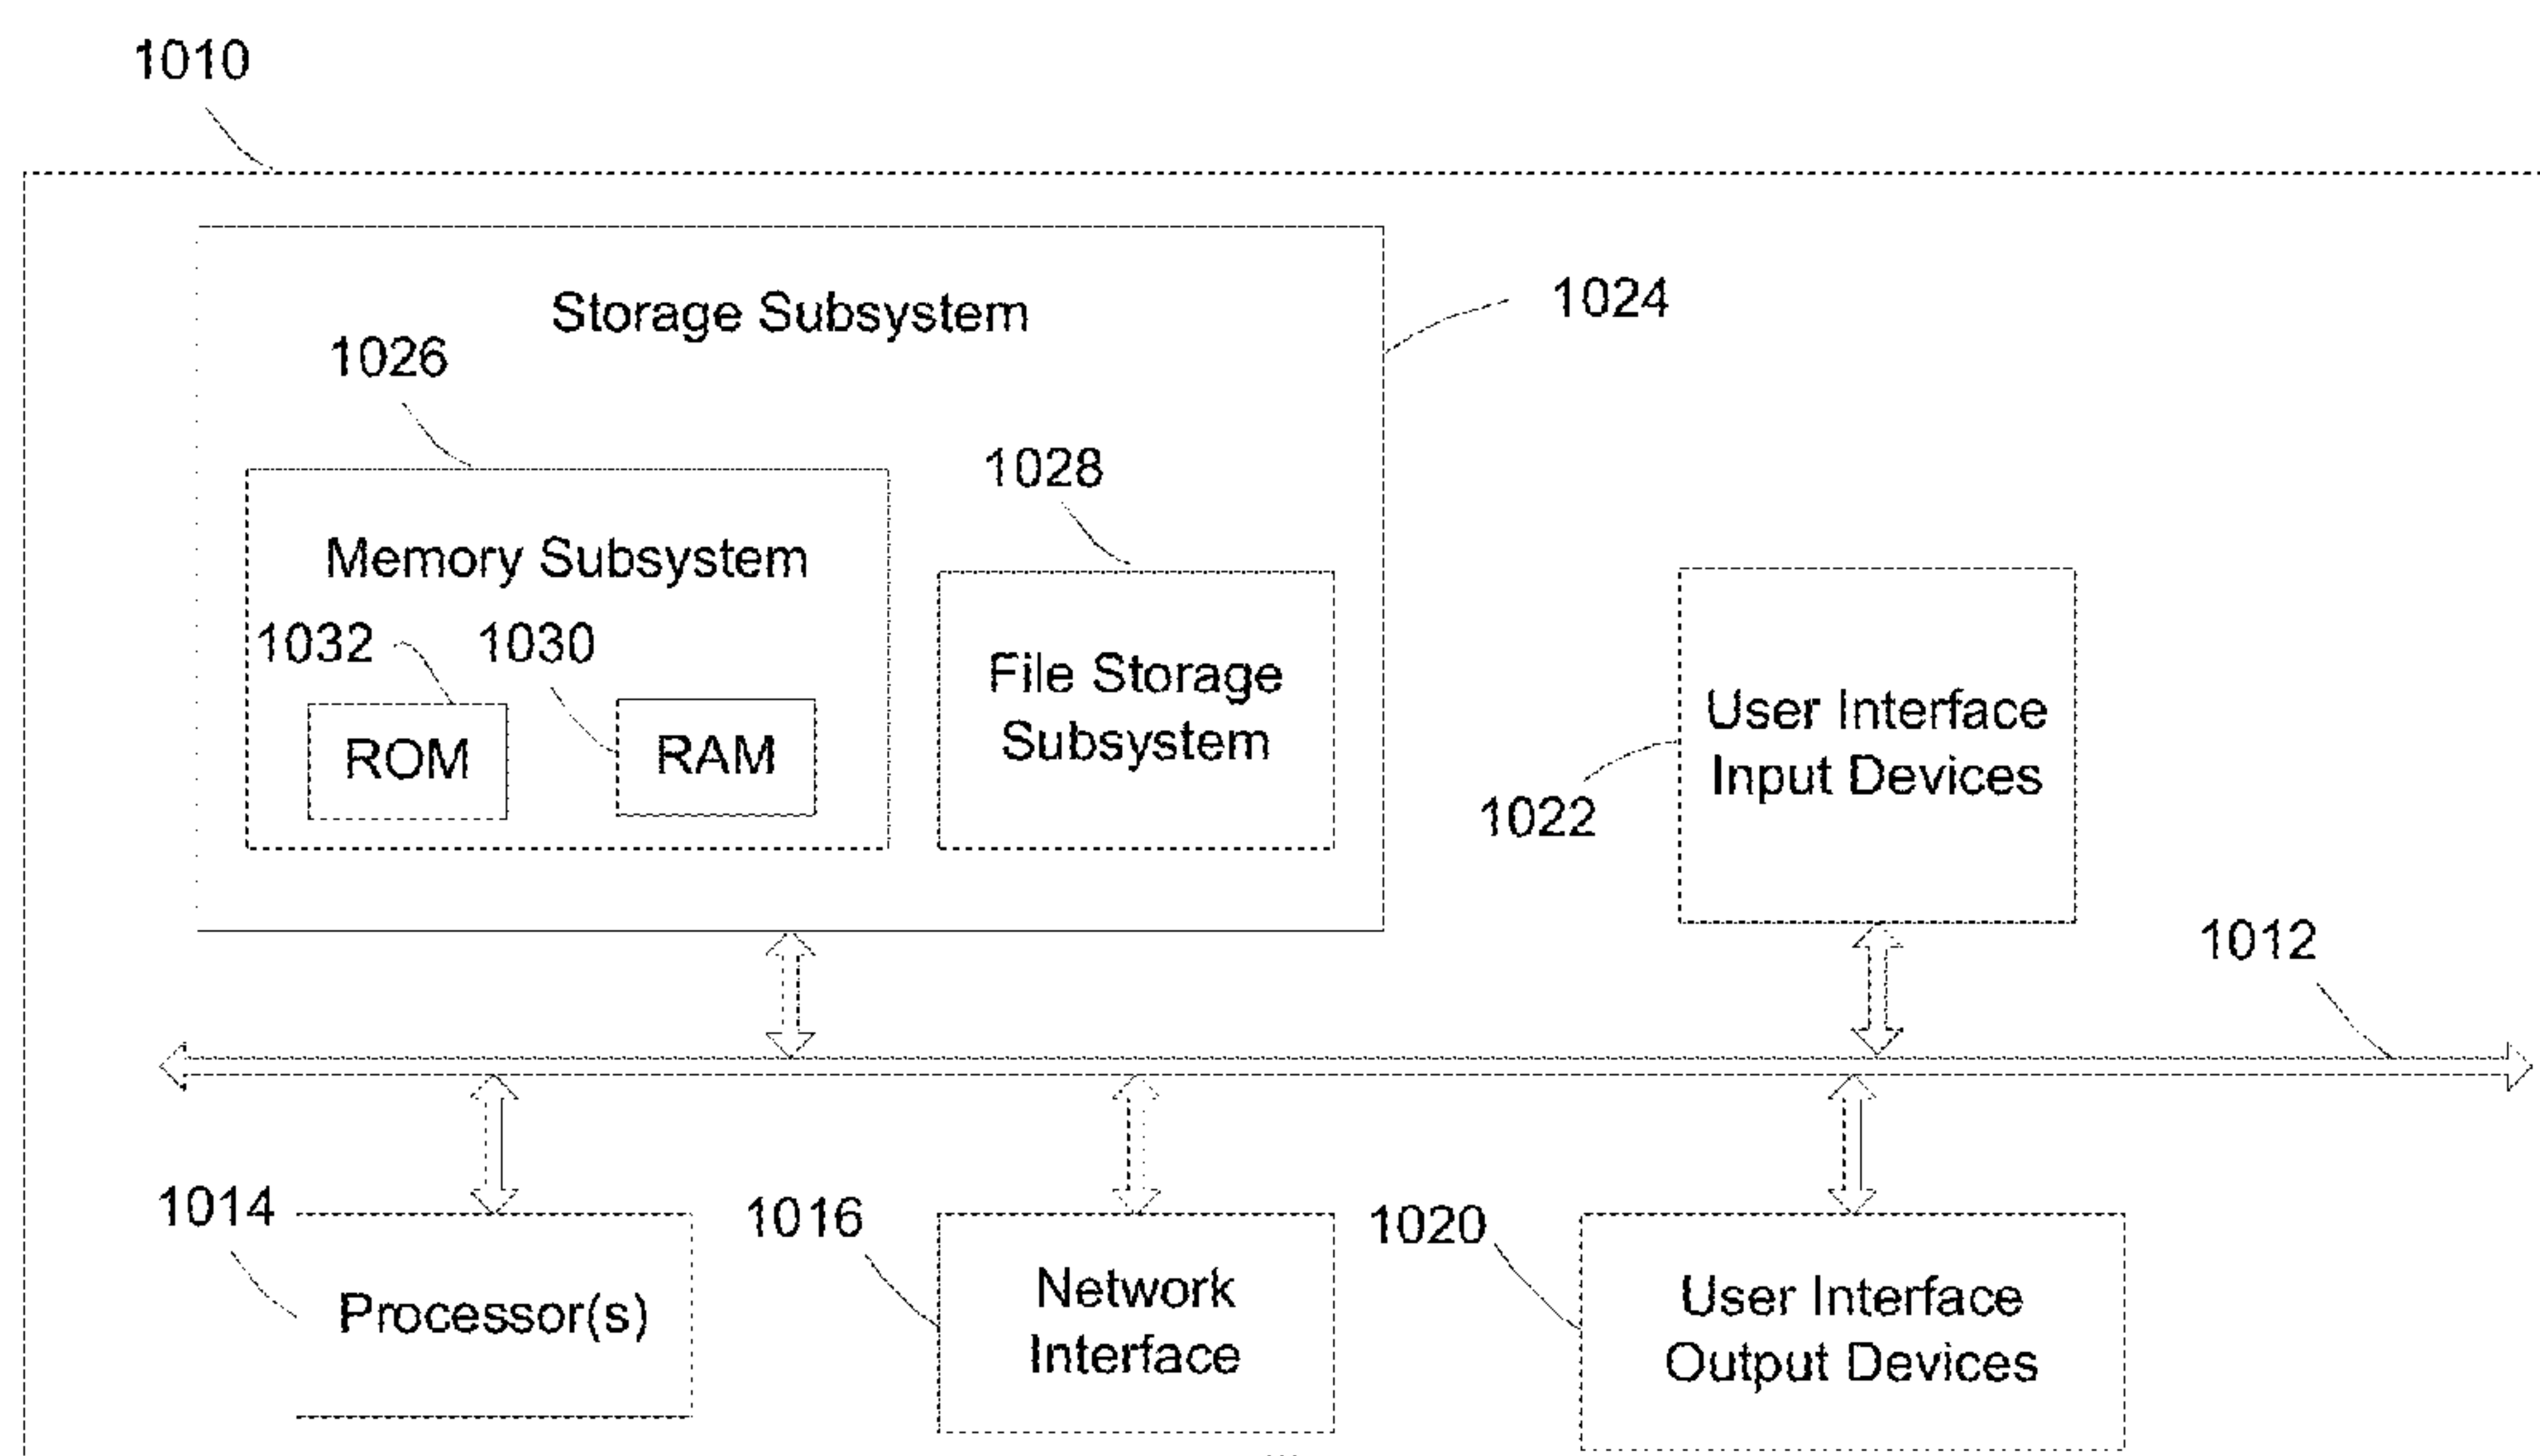 1010
Storage Subsystem
1024
1026
1028
Memory Subsystem
1032
1030
ROM
RAM
File Storage
Subsystem
User Interface
Input Devices
1022
1012
1014
Processor(s)
1016
Network
Interface
1020
User Interface
Output Devices